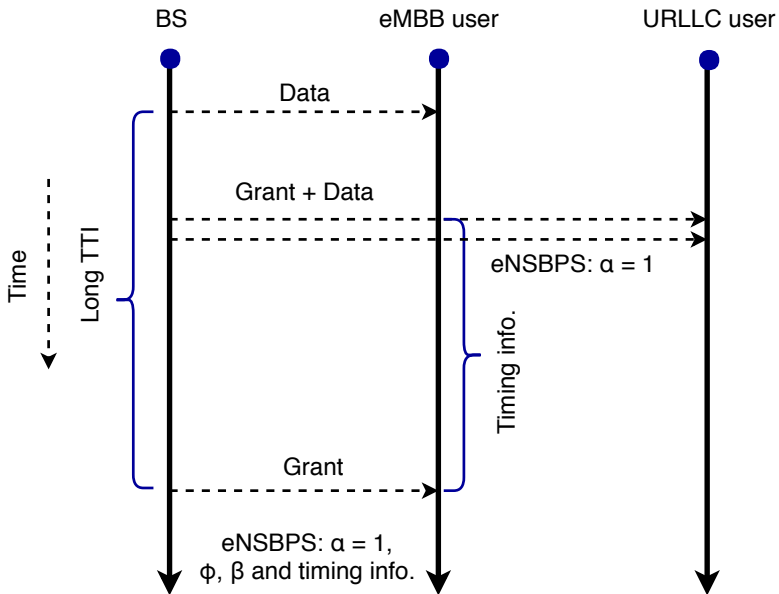 BS
eMBB user
URLLC user
Data
Grant + Data
eNSBPS: α = 1
Time
Long TTI
Timing info.
Grant
eNSBPS: α = 1,
ϕ, β and timing info.